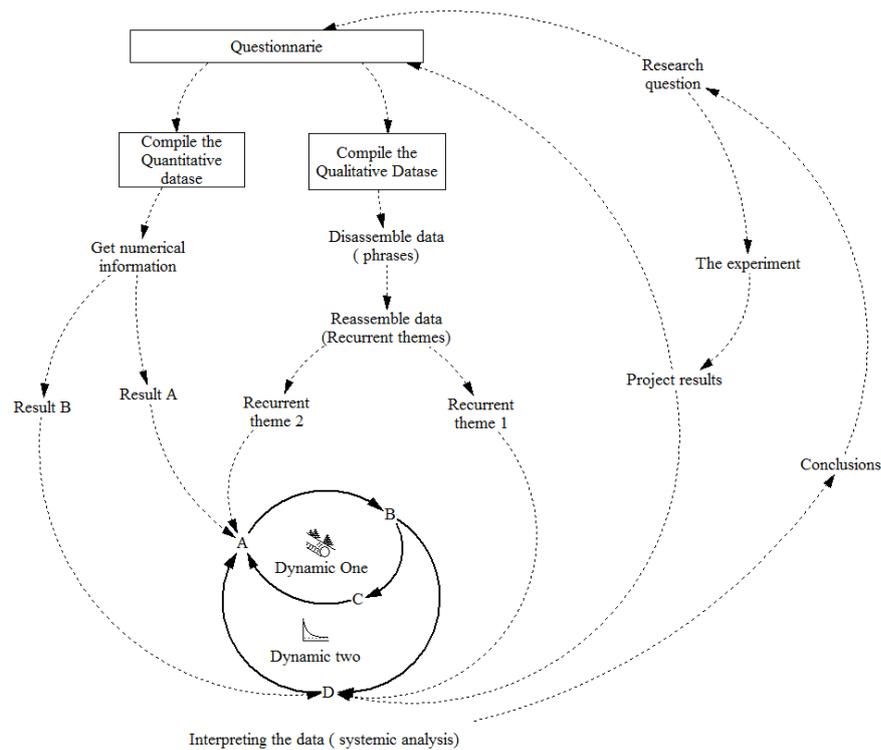 Questionnarie
Research
question
Compile the
Quantitative
datase
Compile the
Qualitative Datase
Get numerical
information
Disassemble data
( phrases)
The experiment
Reassemble data
(Recurrent themes)
Project results
Result B
Result A
Recurrent
theme 2
Recurrent
theme 1
Conclusions
B
A
Dynamic One
C
Dynamic two
D
Interpreting the data ( systemic analysis)